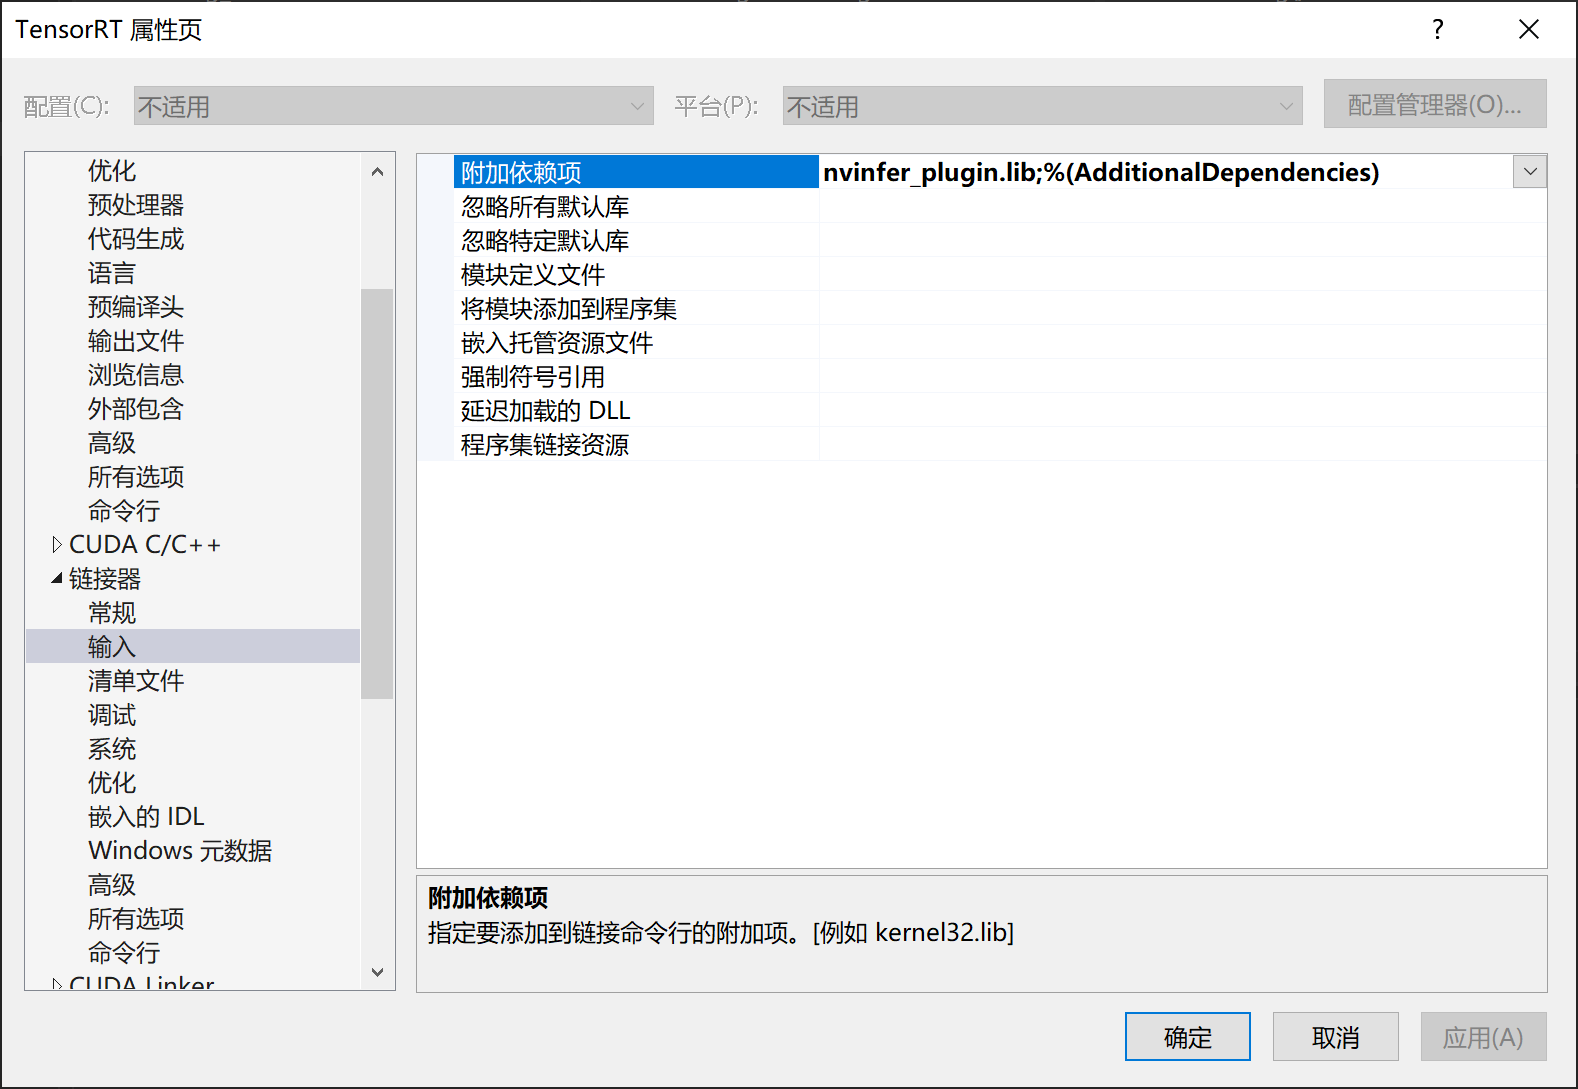 TensorRT 属性页
配置(C): 不适用 平台(P): 不适用 配置管理器(O)...
优化
预处理器
代码生成
语言
预编译头
输出文件
浏览信息
外部包含
高级
所有选项
命令行
CUDA C/C++
链接器
常规
输入
清单文件
调试
系统
优化
嵌入的 IDL
Windows 元数据
高级
所有选项
命令行
CUDA Linker
附加依赖项 nvinfer_plugin.lib;%(AdditionalDependencies)
忽略所有默认库
忽略特定默认库
模块定义文件
将模块添加到程序集
嵌入托管资源文件
强制符号引用
延迟加载的 DLL
程序集链接资源
附加依赖项
指定要添加到链接命令行的附加项。[例如 kernel32.lib]
确定 取消 应用(A)